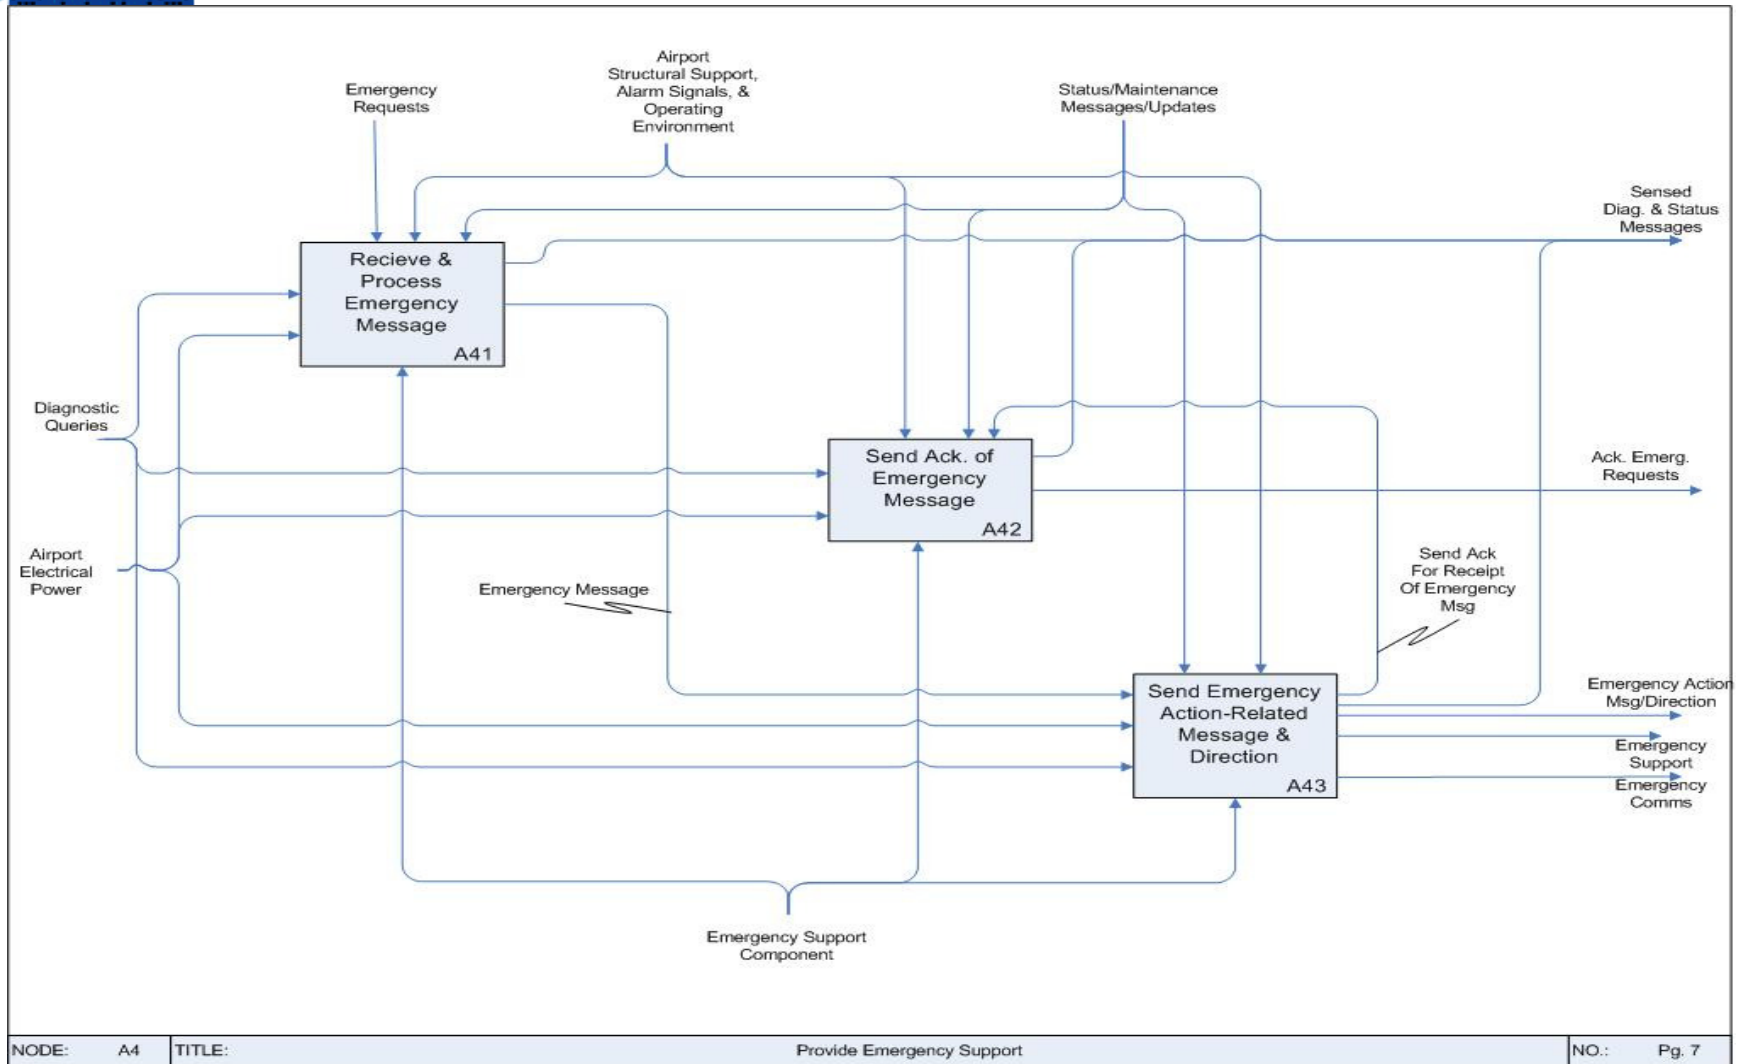 Airport
Structural Support,
Alarm Signals, &
Operating
Environment
Emergency
Requests
Status/Maintenance
Messages/Updates
Sensed
Diag. & Status
Messages
Recieve &
Process
Emergency
Message
A41
Diagnostic
Queries
Send Ack. of
Emergency
Message
A42
Ack. Emerg.
Requests
Airport
Electrical
Power
Emergency Message
Send Ack
For Receipt
Of Emergency
Msg
Send Emergency
Action-Related
Message &
Direction
A43
Emergency Action
Msg/Direction
Emergency
Support
Emergency
Comms
Emergency Support
Component
NODE: A4 TITLE: Provide Emergency Support NO.: Pg. 7